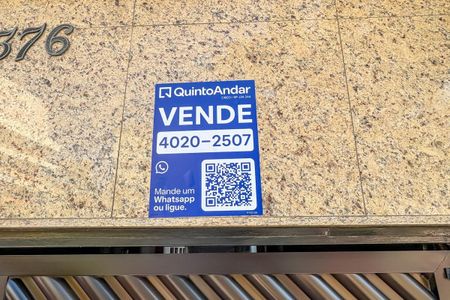 376
QuintoAndar
VENDE
4020-2507
Mande um
Whatsapp
ou ligue.